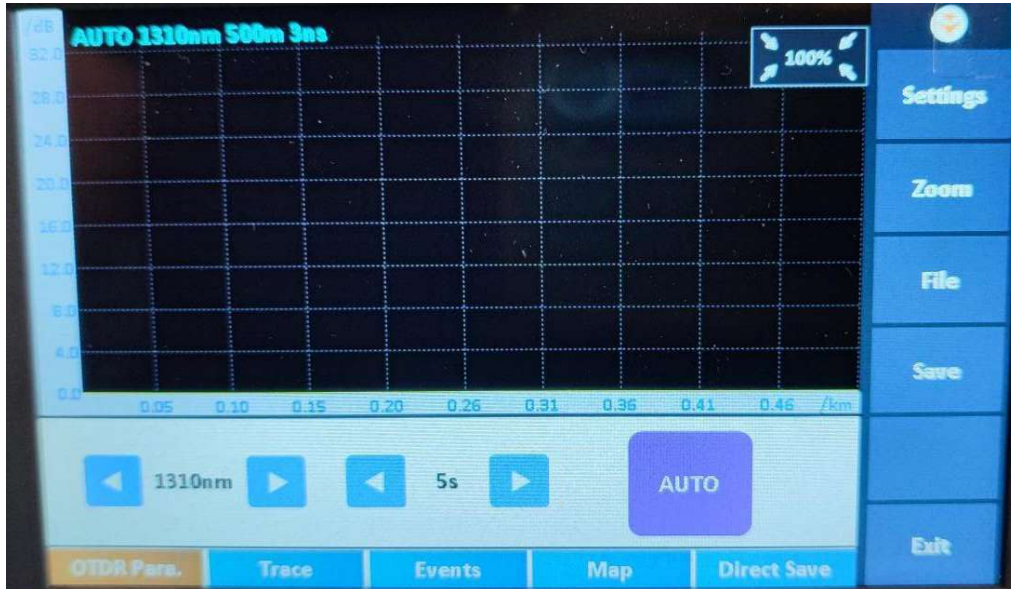 /dB
AUTO 1310nm 500m 3ns
100%
32.0
28.0
24.0
20.0
16.0
12.0
8.0
4.0
0.0
0.05 0.10 0.15 0.20 0.26 0.31 0.36 0.41 0.46 /km
1310nm 5s AUTO
OTDR Para. Trace Events Map Direct Save
Settings
Zoom
File
Save
Exit